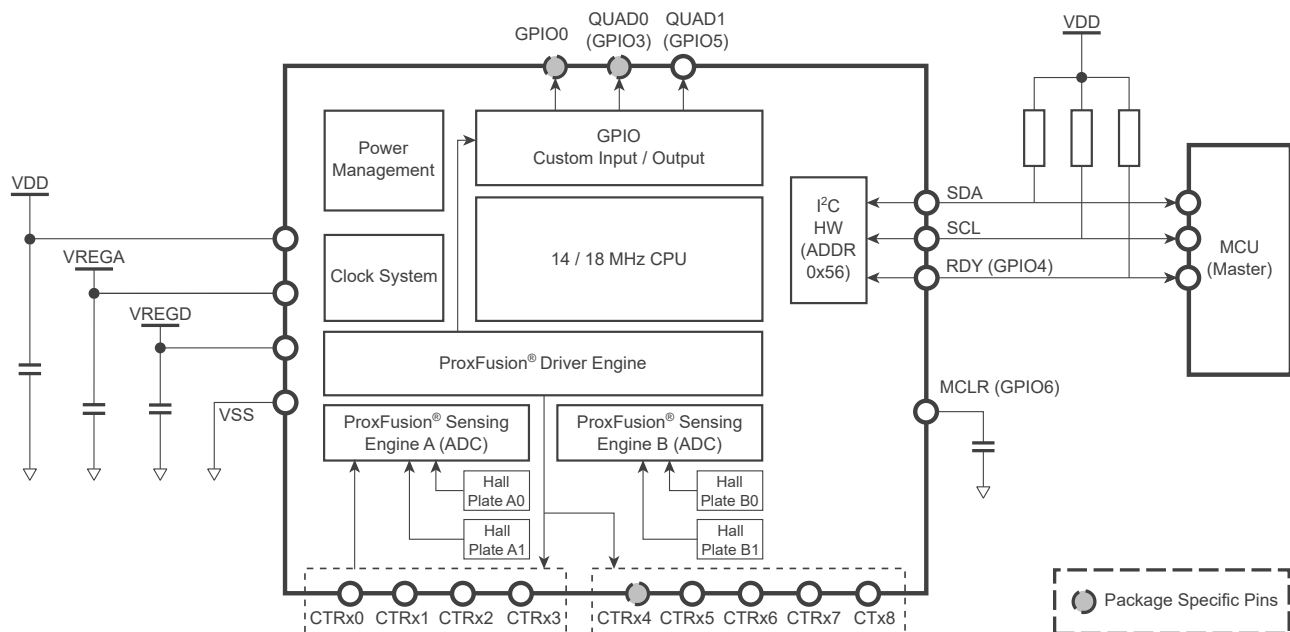 GPIO0
QUAD0
(GPIO3)
QUAD1
(GPIO5)
VDD
Power
Management
GPIO
Custom Input / Output
VDD
I²C
HW
(ADDR
0x56)
SDA
SCL
RDY (GPIO4)
MCU
(Master)
VREGA
Clock System
14 / 18 MHz CPU
VREGD
ProxFusion® Driver Engine
VSS
MCLR (GPIO6)
ProxFusion® Sensing
Engine A (ADC)
ProxFusion® Sensing
Engine B (ADC)
Hall
Plate A0
Hall
Plate B0
Hall
Plate A1
Hall
Plate B1
CTRx0
CTRx1
CTRx2
CTRx3
CTRx4
CTRx5
CTRx6
CTRx7
CTx8
Package Specific Pins